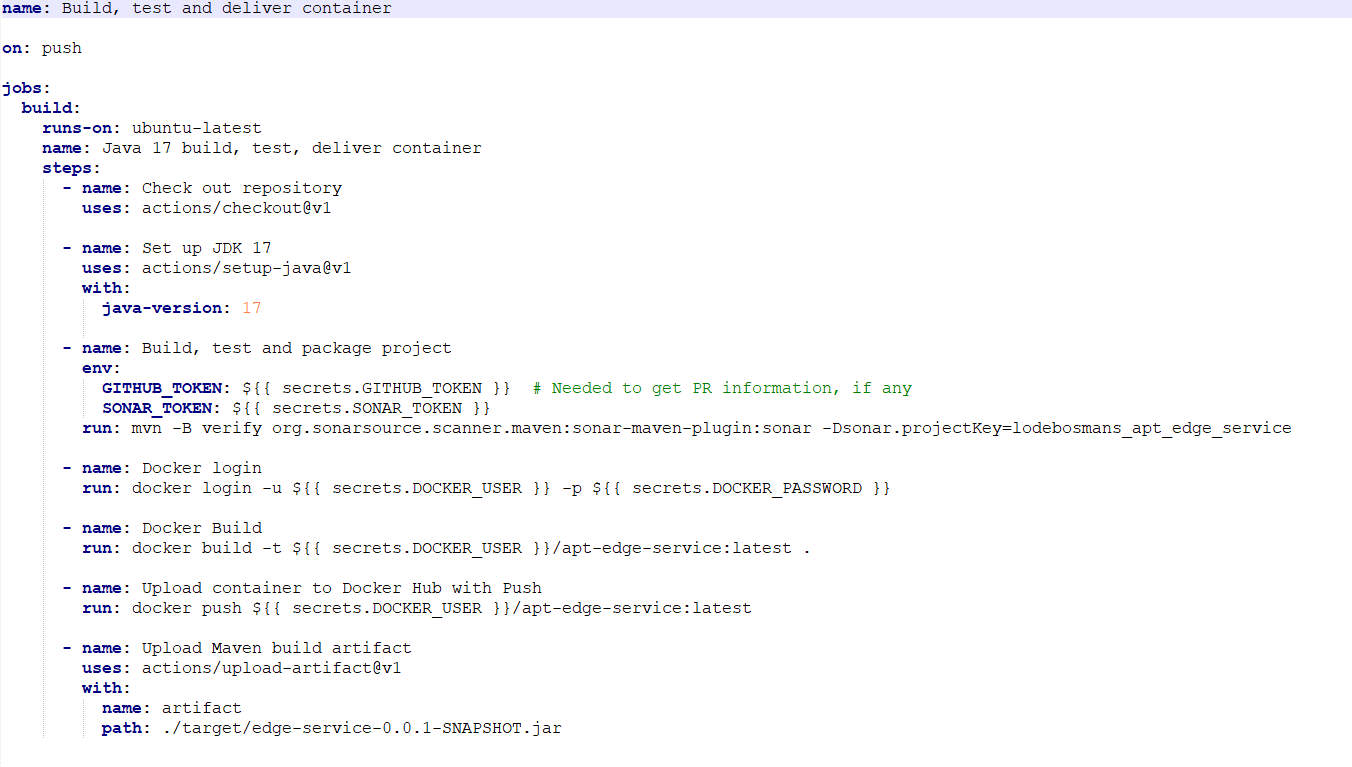 name: Build, test and deliver container
on: push
jobs:
  build:
    runs-on: ubuntu-latest
    name: Java 17 build, test, deliver container
    steps:
      - name: Check out repository
        uses: actions/checkout@v1
      - name: Set up JDK 17
        uses: actions/setup-java@v1
        with:
          java-version: 17
      - name: Build, test and package project
        env:
          GITHUB_TOKEN: ${{ secrets.GITHUB_TOKEN }}  # Needed to get PR information, if any
          SONAR_TOKEN: ${{ secrets.SONAR_TOKEN }}
        run: mvn -B verify org.sonarsource.scanner.maven:sonar-maven-plugin:sonar -Dsonar.projectKey=lodebosmans_apt_edge_service
      - name: Docker login
        run: docker login -u ${{ secrets.DOCKER_USER }} -p ${{ secrets.DOCKER_PASSWORD }}
      - name: Docker Build
        run: docker build -t ${{ secrets.DOCKER_USER }}/apt-edge-service:latest .
      - name: Upload container to Docker Hub with Push
        run: docker push ${{ secrets.DOCKER_USER }}/apt-edge-service:latest
      - name: Upload Maven build artifact
        uses: actions/upload-artifact@v1
        with:
          name: artifact
          path: ./target/edge-service-0.0.1-SNAPSHOT.jar